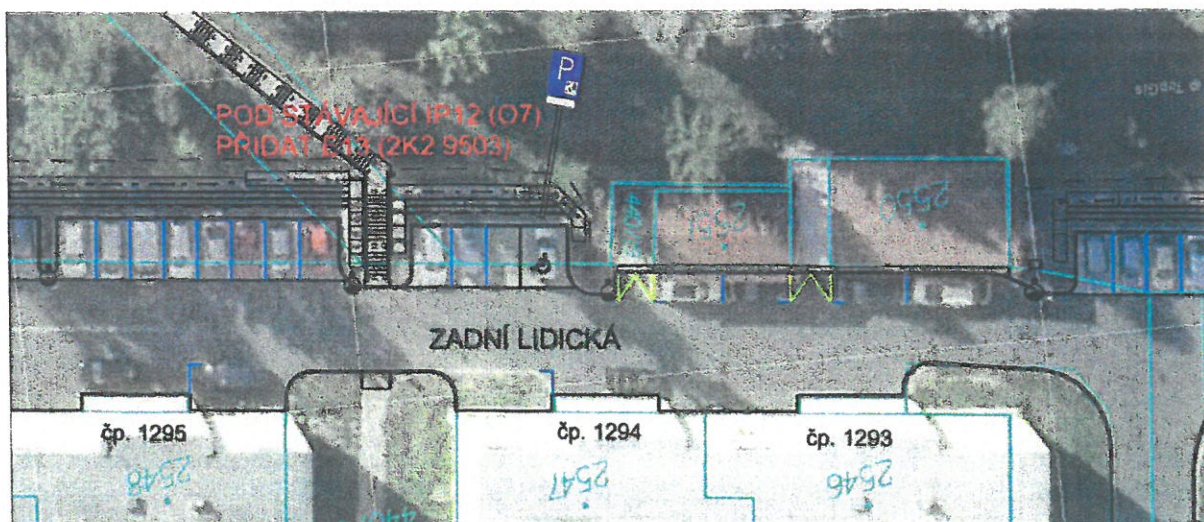 P
POD STÁVAJÍCÍ IP12 (O7)
PŘIDAT E13 (2K2 9503)
TopGis
2550
ZADNÍ LIDICKÁ
čp. 1295
čp. 1294
čp. 1293
2548
2547
2546